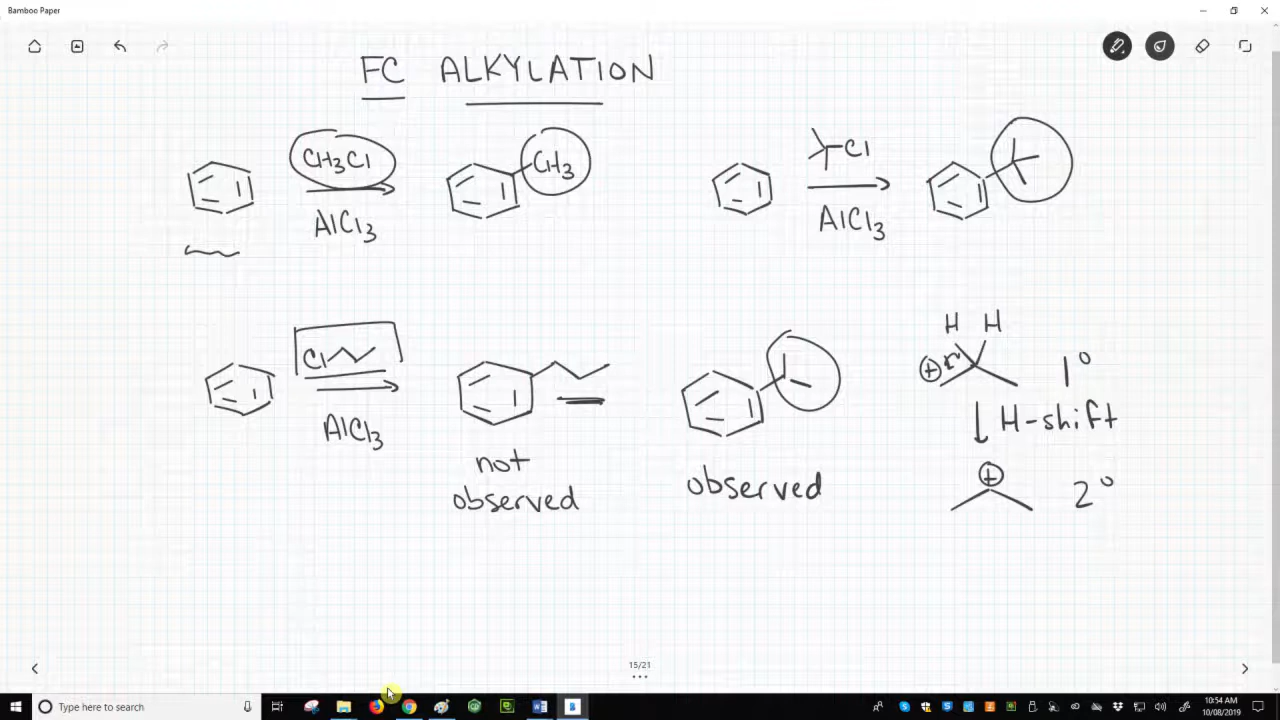 Bamboo Paper
FC ALKYLATION
CH3Cl
AlCl3
CH3
Cl
AlCl3
Cl
AlCl3
not
observed
observed
H H
+
1°
H-shift
+
2°
15/21
Type here to search
10:54 AM
10/08/2019